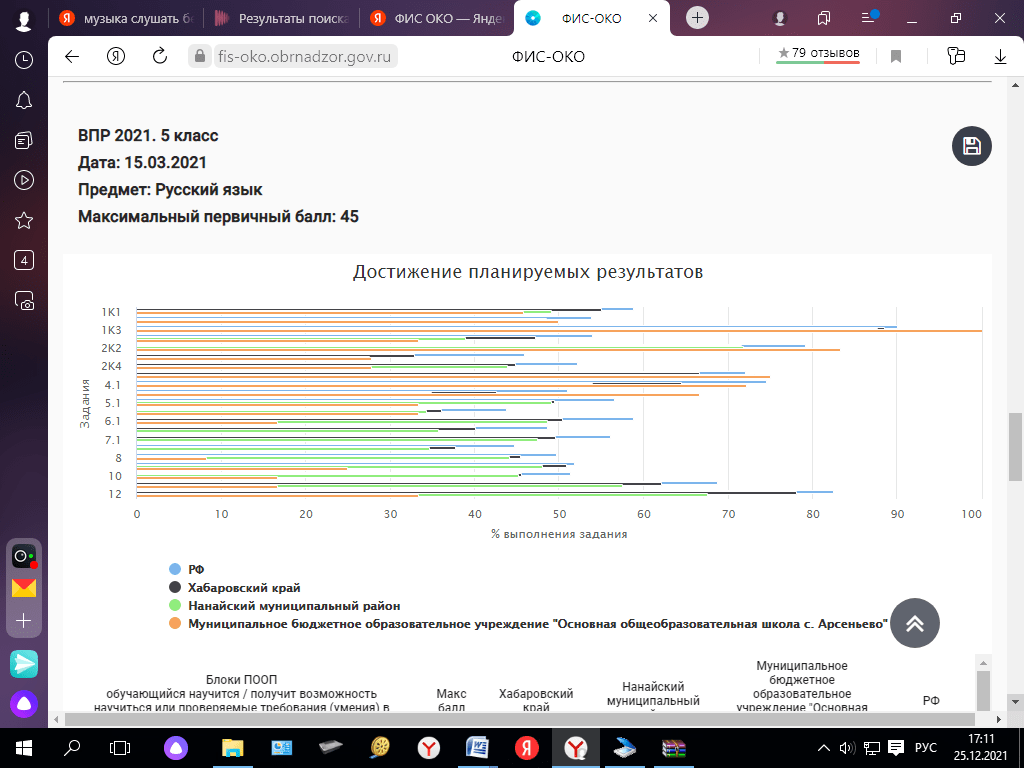 музыка слушать бе
Результаты поиска
ФИС ОКО — Яндек
ФИС-ОКО
fis-oko.obrnadzor.gov.ru
ФИС-ОКО
79 отзывов
ВПР 2021. 5 класс
Дата: 15.03.2021
Предмет: Русский язык
Максимальный первичный балл: 45
Достижение планируемых результатов
Задания
1K1
1K3
2K2
2K4
4.1
5.1
6.1
7.1
8
10
12
0 10 20 30 40 50 60 70 80 90 100
% выполнения задания
РФ
Хабаровский край
Нанайский муниципальный район
Муниципальное бюджетное образовательное учреждение "Основная общеобразовательная школа с. Арсеньево"
Блоки ПООП
обучающийся научится / получит возможность
научиться или проверяемые требования (умения) в
Макс
балл
Хабаровский
край
Нанайский
муниципальный
Муниципальное
бюджетное
образовательное
учреждение "Основная
РФ
4
РУС
17:11
25.12.2021